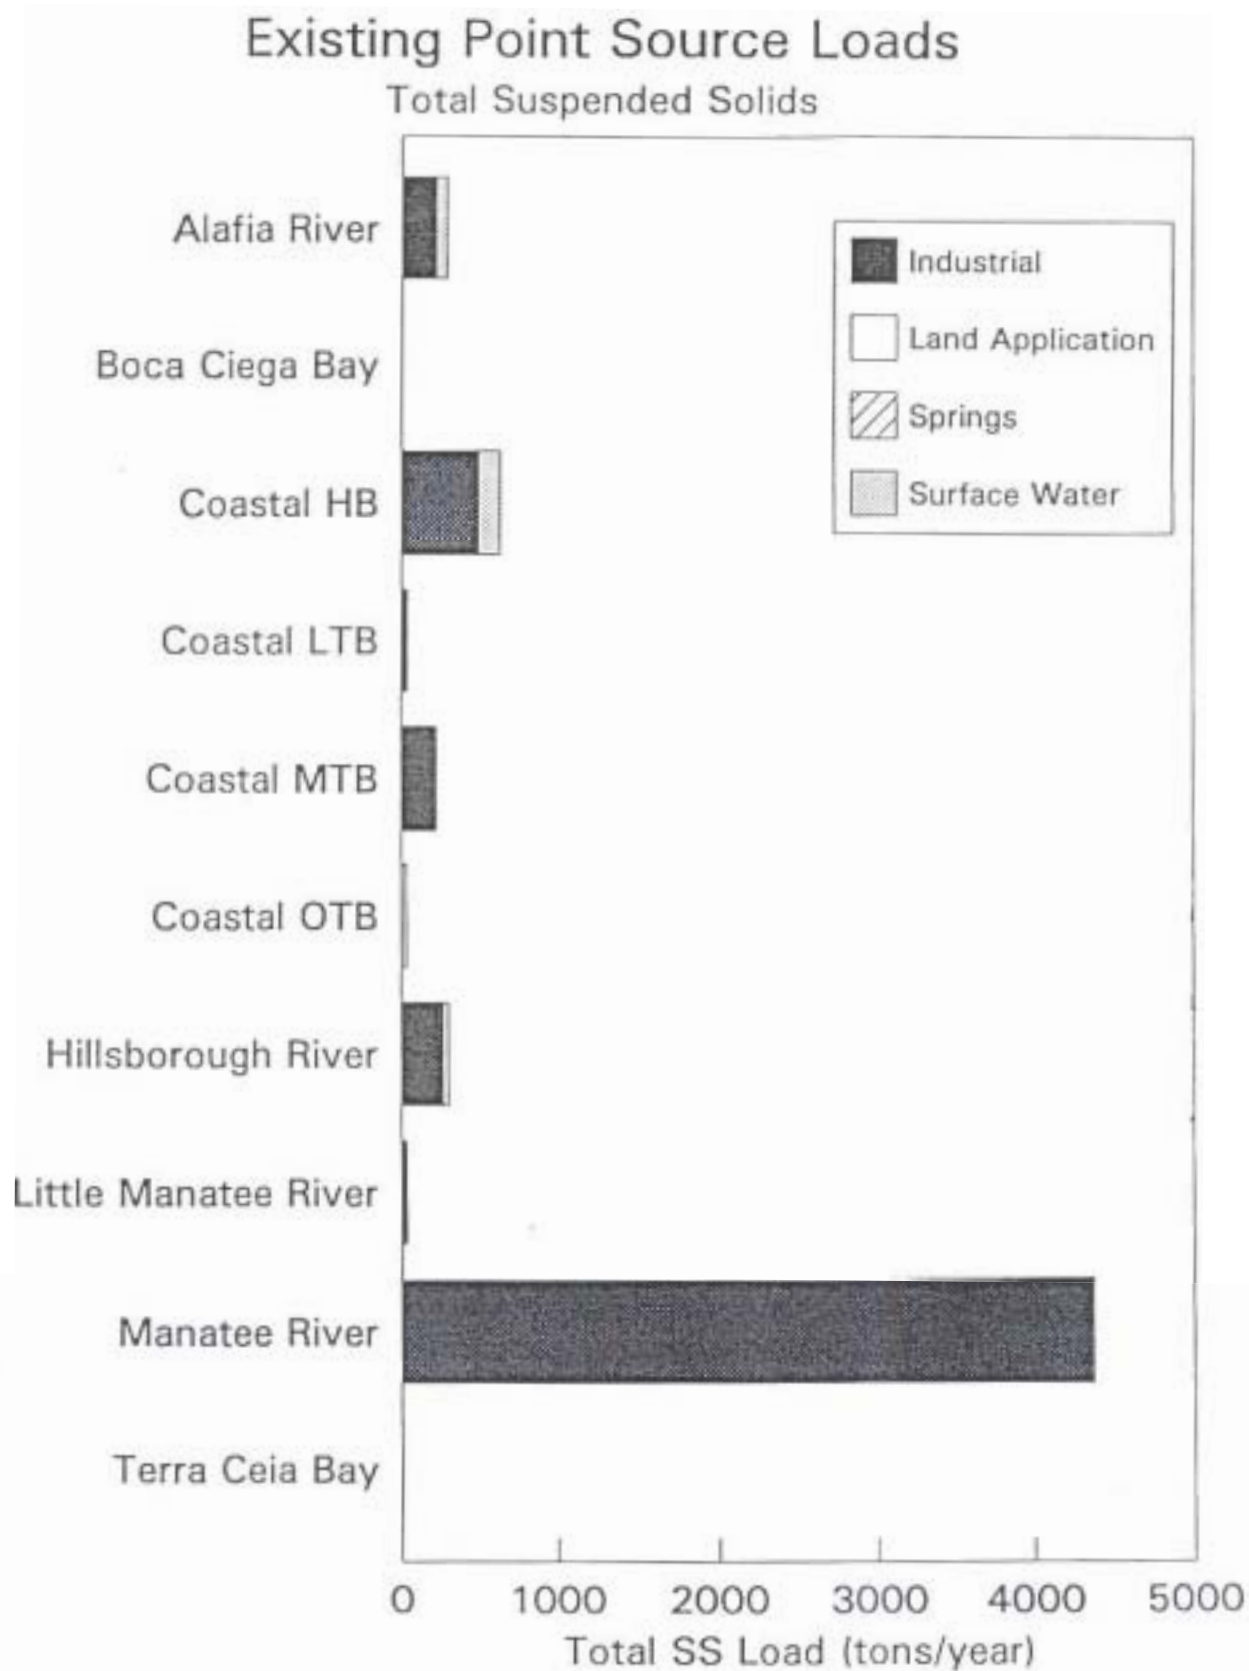 Existing Point Source Loads
Total Suspended Solids
Alafia River
Boca Ciega Bay
Coastal HB
Coastal LTB
Coastal MTB
Coastal OTB
Hillsborough River
Little Manatee River
Manatee River
Terra Ceia Bay
Industrial
Land Application
Springs
Surface Water
0 1000 2000 3000 4000 5000
Total SS Load (tons/year)